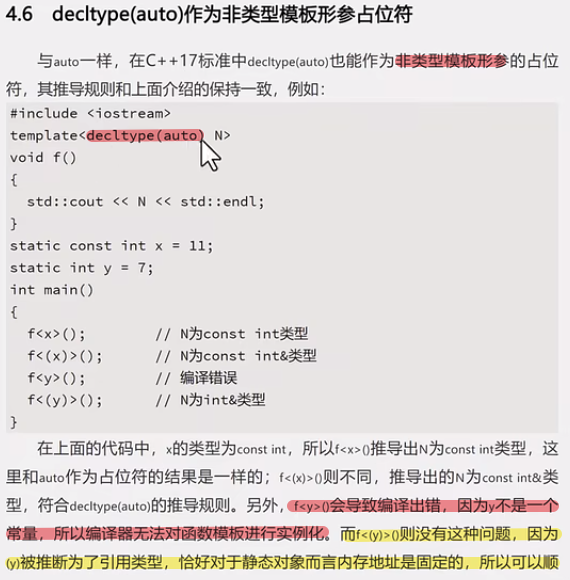 4.6 decltype(auto)作为非类型模板形参占位符
与auto一样，在C++17标准中decltype(auto)也能作为非类型模板形参的占位
符，其推导规则和上面介绍的保持一致，例如：
#include <iostream>
template<decltype(auto) N>
void f()
{
  std::cout << N << std::endl;
}
static const int x = 11;
static int y = 7;
int main()
{
  f<x>();        // N为const int类型
  f<(x)>();      // N为const int&类型
  f<y>();        // 编译错误
  f<(y)>();      // N为int&类型
}
在上面的代码中，x的类型为const int，所以f<x>()推导出N为const int类型，这
里和auto作为占位符的结果是一样的；f<(x)>()则不同，推导出的N为const int&类
型，符合decltype(auto)的推导规则。另外，f<y>()会导致编译出错，因为y不是一个
常量，所以编译器无法对函数模板进行实例化。而f<(y)>()则没有这种问题，因为
(y)被推断为了引用类型，恰好对于静态对象而言内存地址是固定的，所以可以顺